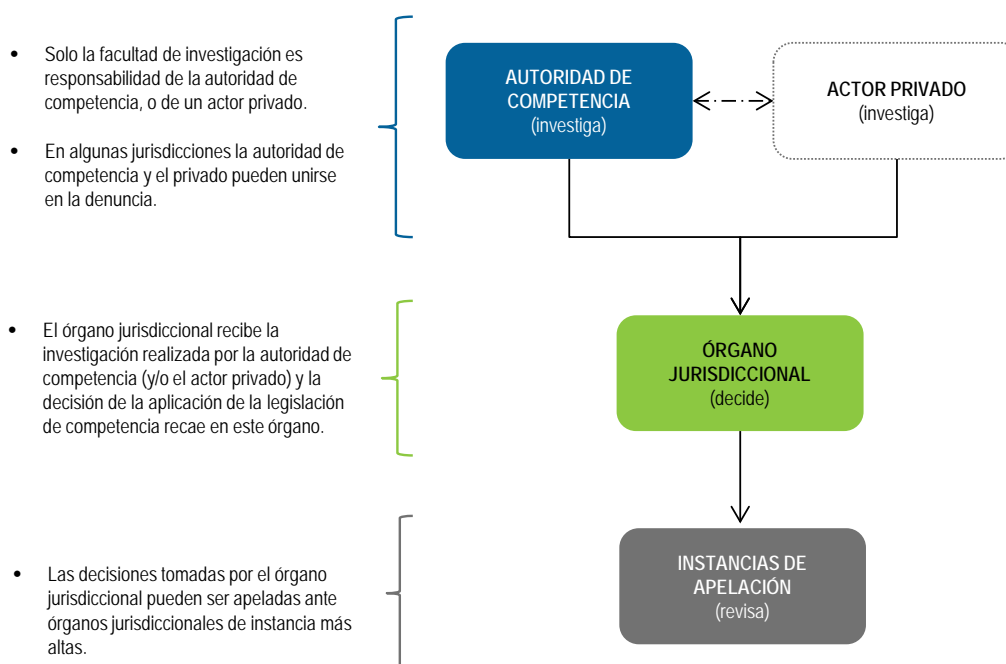 • Solo la facultad de investigación es
responsabilidad de la autoridad de
competencia, o de un actor privado.
• En algunas jurisdicciones la autoridad de
competencia y el privado pueden unirse
en la denuncia.
AUTORIDAD DE
COMPETENCIA
(investiga)
ACTOR PRIVADO
(investiga)
• El órgano jurisdiccional recibe la
investigación realizada por la autoridad de
competencia (y/o el actor privado) y la
decisión de la aplicación de la legislación
de competencia recae en este órgano.
ÓRGANO
JURISDICCIONAL
(decide)
• Las decisiones tomadas por el órgano
jurisdiccional pueden ser apeladas ante
órganos jurisdiccionales de instancia más
altas.
INSTANCIAS DE
APELACIÓN
(revisa)